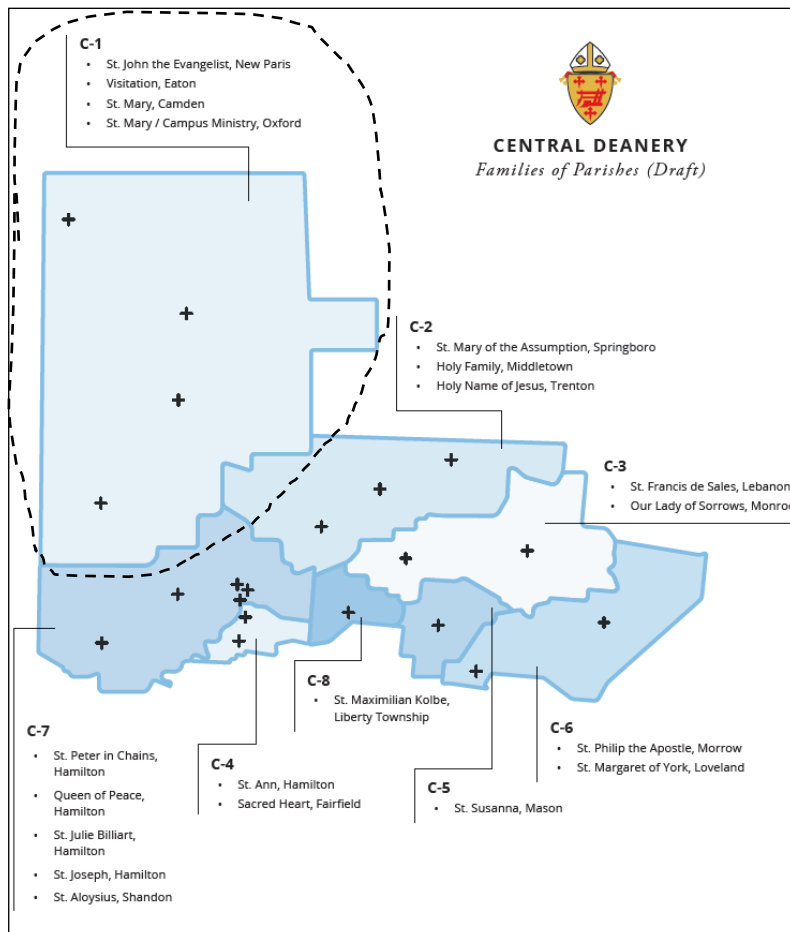 C-1
• St. John the Evangelist, New Paris
• Visitation, Eaton
• St. Mary, Camden
• St. Mary / Campus Ministry, Oxford
CENTRAL DEANERY
Families of Parishes (Draft)
C-2
• St. Mary of the Assumption, Springboro
• Holy Family, Middletown
• Holy Name of Jesus, Trenton
C-3
• St. Francis de Sales, Lebanon
• Our Lady of Sorrows, Monroe
C-8
• St. Maximilian Kolbe,
Liberty Township
C-7
• St. Peter in Chains,
Hamilton
• Queen of Peace,
Hamilton
• St. Julie Billiart,
Hamilton
• St. Joseph, Hamilton
• St. Aloysius, Shandon
C-4
• St. Ann, Hamilton
• Sacred Heart, Fairfield
C-5
• St. Susanna, Mason
C-6
• St. Philip the Apostle, Morrow
• St. Margaret of York, Loveland